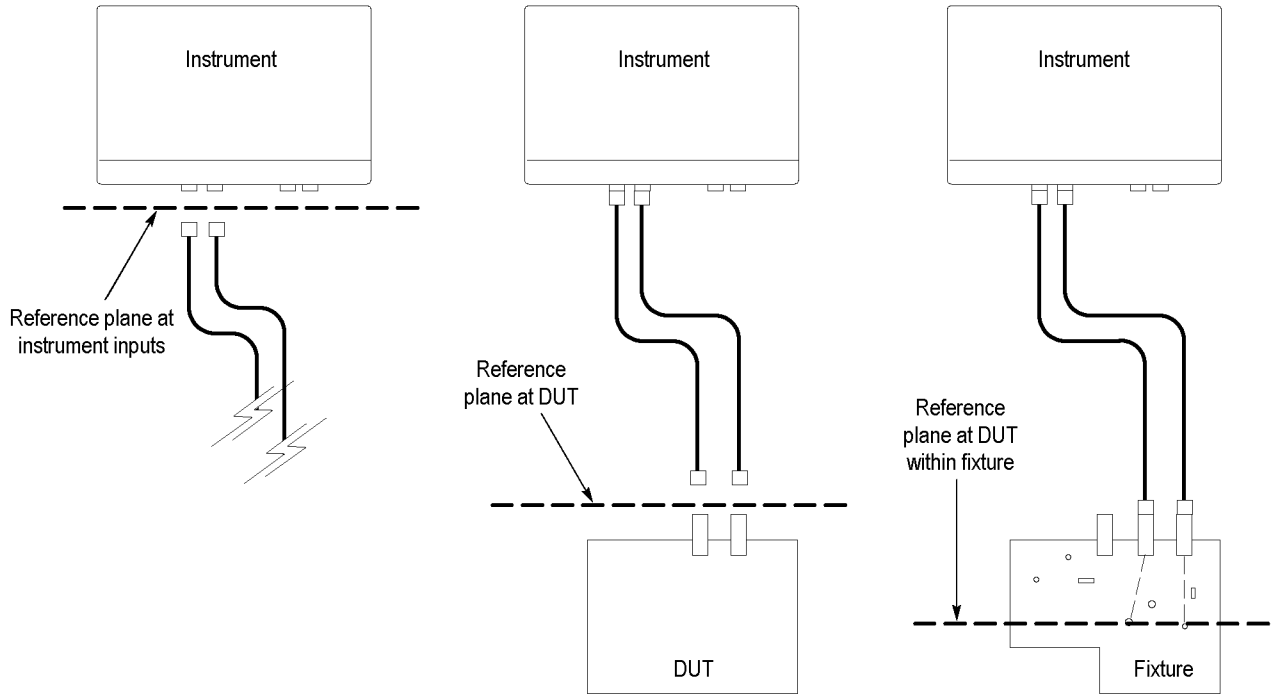 Instrument
Reference plane at
instrument inputs
Instrument
Reference
plane at DUT
DUT
Instrument
Reference
plane at DUT
within fixture
Fixture